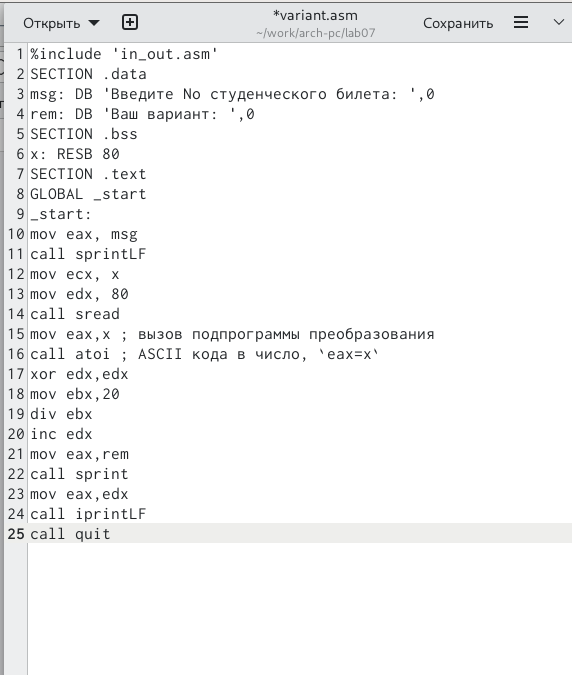 Открыть
*variant.asm
~/work/arch-pc/lab07
Сохранить
1 %include 'in_out.asm'
2 SECTION .data
3 msg: DB 'Введите No студенческого билета: ',0
4 rem: DB 'Ваш вариант: ',0
5 SECTION .bss
6 x: RESB 80
7 SECTION .text
8 GLOBAL _start
9 _start:
10 mov eax, msg
11 call sprintLF
12 mov ecx, x
13 mov edx, 80
14 call sread
15 mov eax,x ; вызов подпрограммы преобразования
16 call atoi ; ASCII кода в число, `eax=x`
17 xor edx,edx
18 mov ebx,20
19 div ebx
20 inc edx
21 mov eax,rem
22 call sprint
23 mov eax,edx
24 call iprintLF
25 call quit